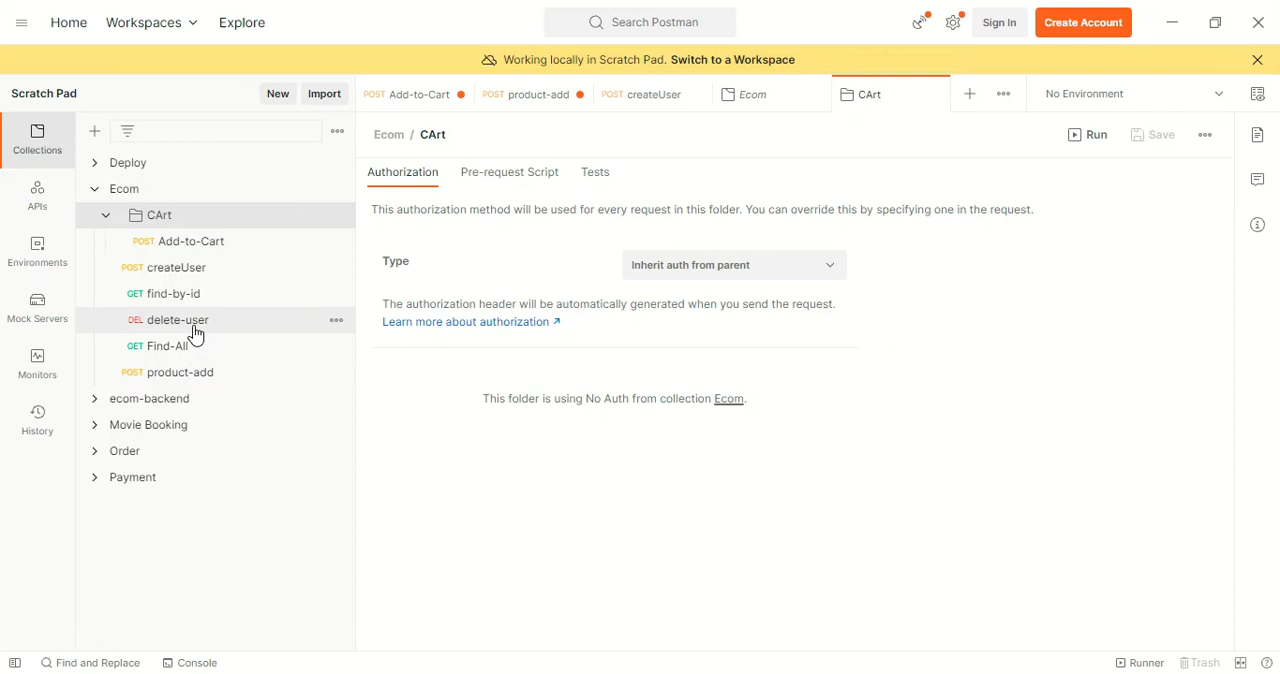 Home Workspaces Explore Search Postman Sign In Create Account
Working locally in Scratch Pad. Switch to a Workspace
Scratch Pad New Import POST Add-to-Cart POST product-add POST createUser Ecom CArt No Environment
Collections
APIs
Environments
Mock Servers
Monitors
History
Deploy
Ecom
CArt
POST Add-to-Cart
POST createUser
GET find-by-id
DEL delete-user
GET Find-All
POST product-add
ecom-backend
Movie Booking
Order
Payment
Ecom / CArt Run Save
Authorization Pre-request Script Tests
This authorization method will be used for every request in this folder. You can override this by specifying one in the request.
Type Inherit auth from parent
The authorization header will be automatically generated when you send the request.
Learn more about authorization ↗
This folder is using No Auth from collection Ecom.
Find and Replace Console Runner Trash